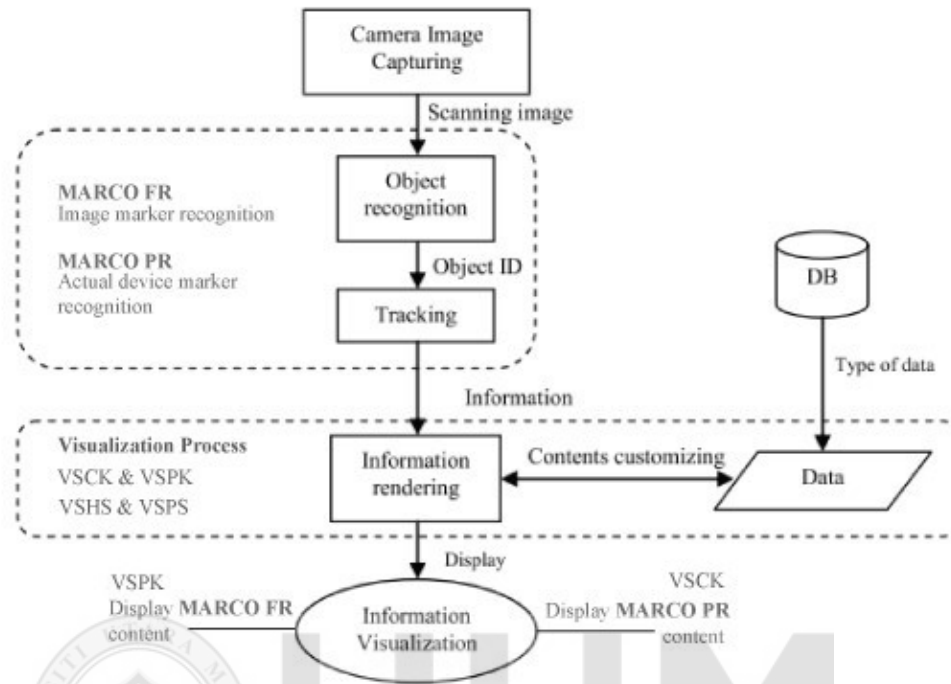 Camera Image
Capturing
Scanning image
MARCO FR
Image marker recognition
MARCO PR
Actual device marker
recognition
Object
recognition
Object ID
Tracking
DB
Type of data
Information
Visualization Process
VSCK & VSPK
VSHS & VSPS
Information
rendering
Contents customizing
Data
Display
VSPK
Display MARCO FR
content
Information
Visualization
VSCK
Display MARCO PR
content